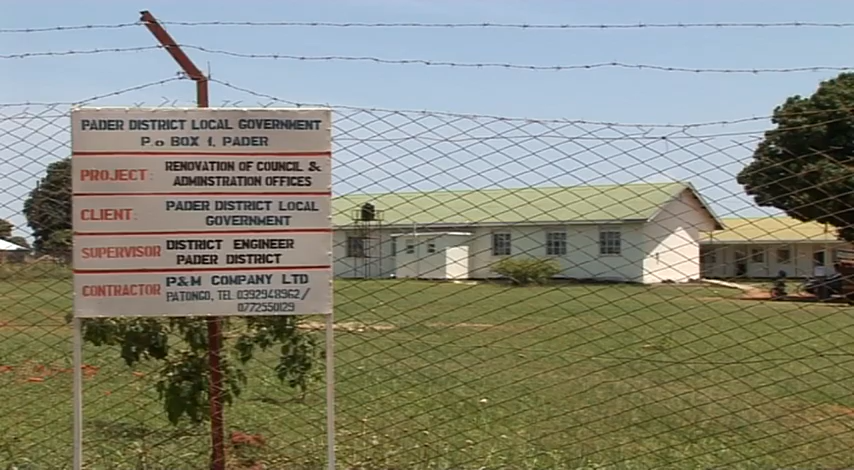 PADER DISTRICT LOCAL GOVERNMENT
P.o BOX 1, PADER
PROJECT: RENOVATION OF COUNCIL &
ADMINSTRATION OFFICES
CLIENT: PADER DISTRICT LOCAL
GOVERNMENT
SUPERVISOR DISTRICT ENGINEER
PADER DISTRICT
CONTRACTOR P&M COMPANY LTD
PATONGO, TEL 0392948962/
0772550129